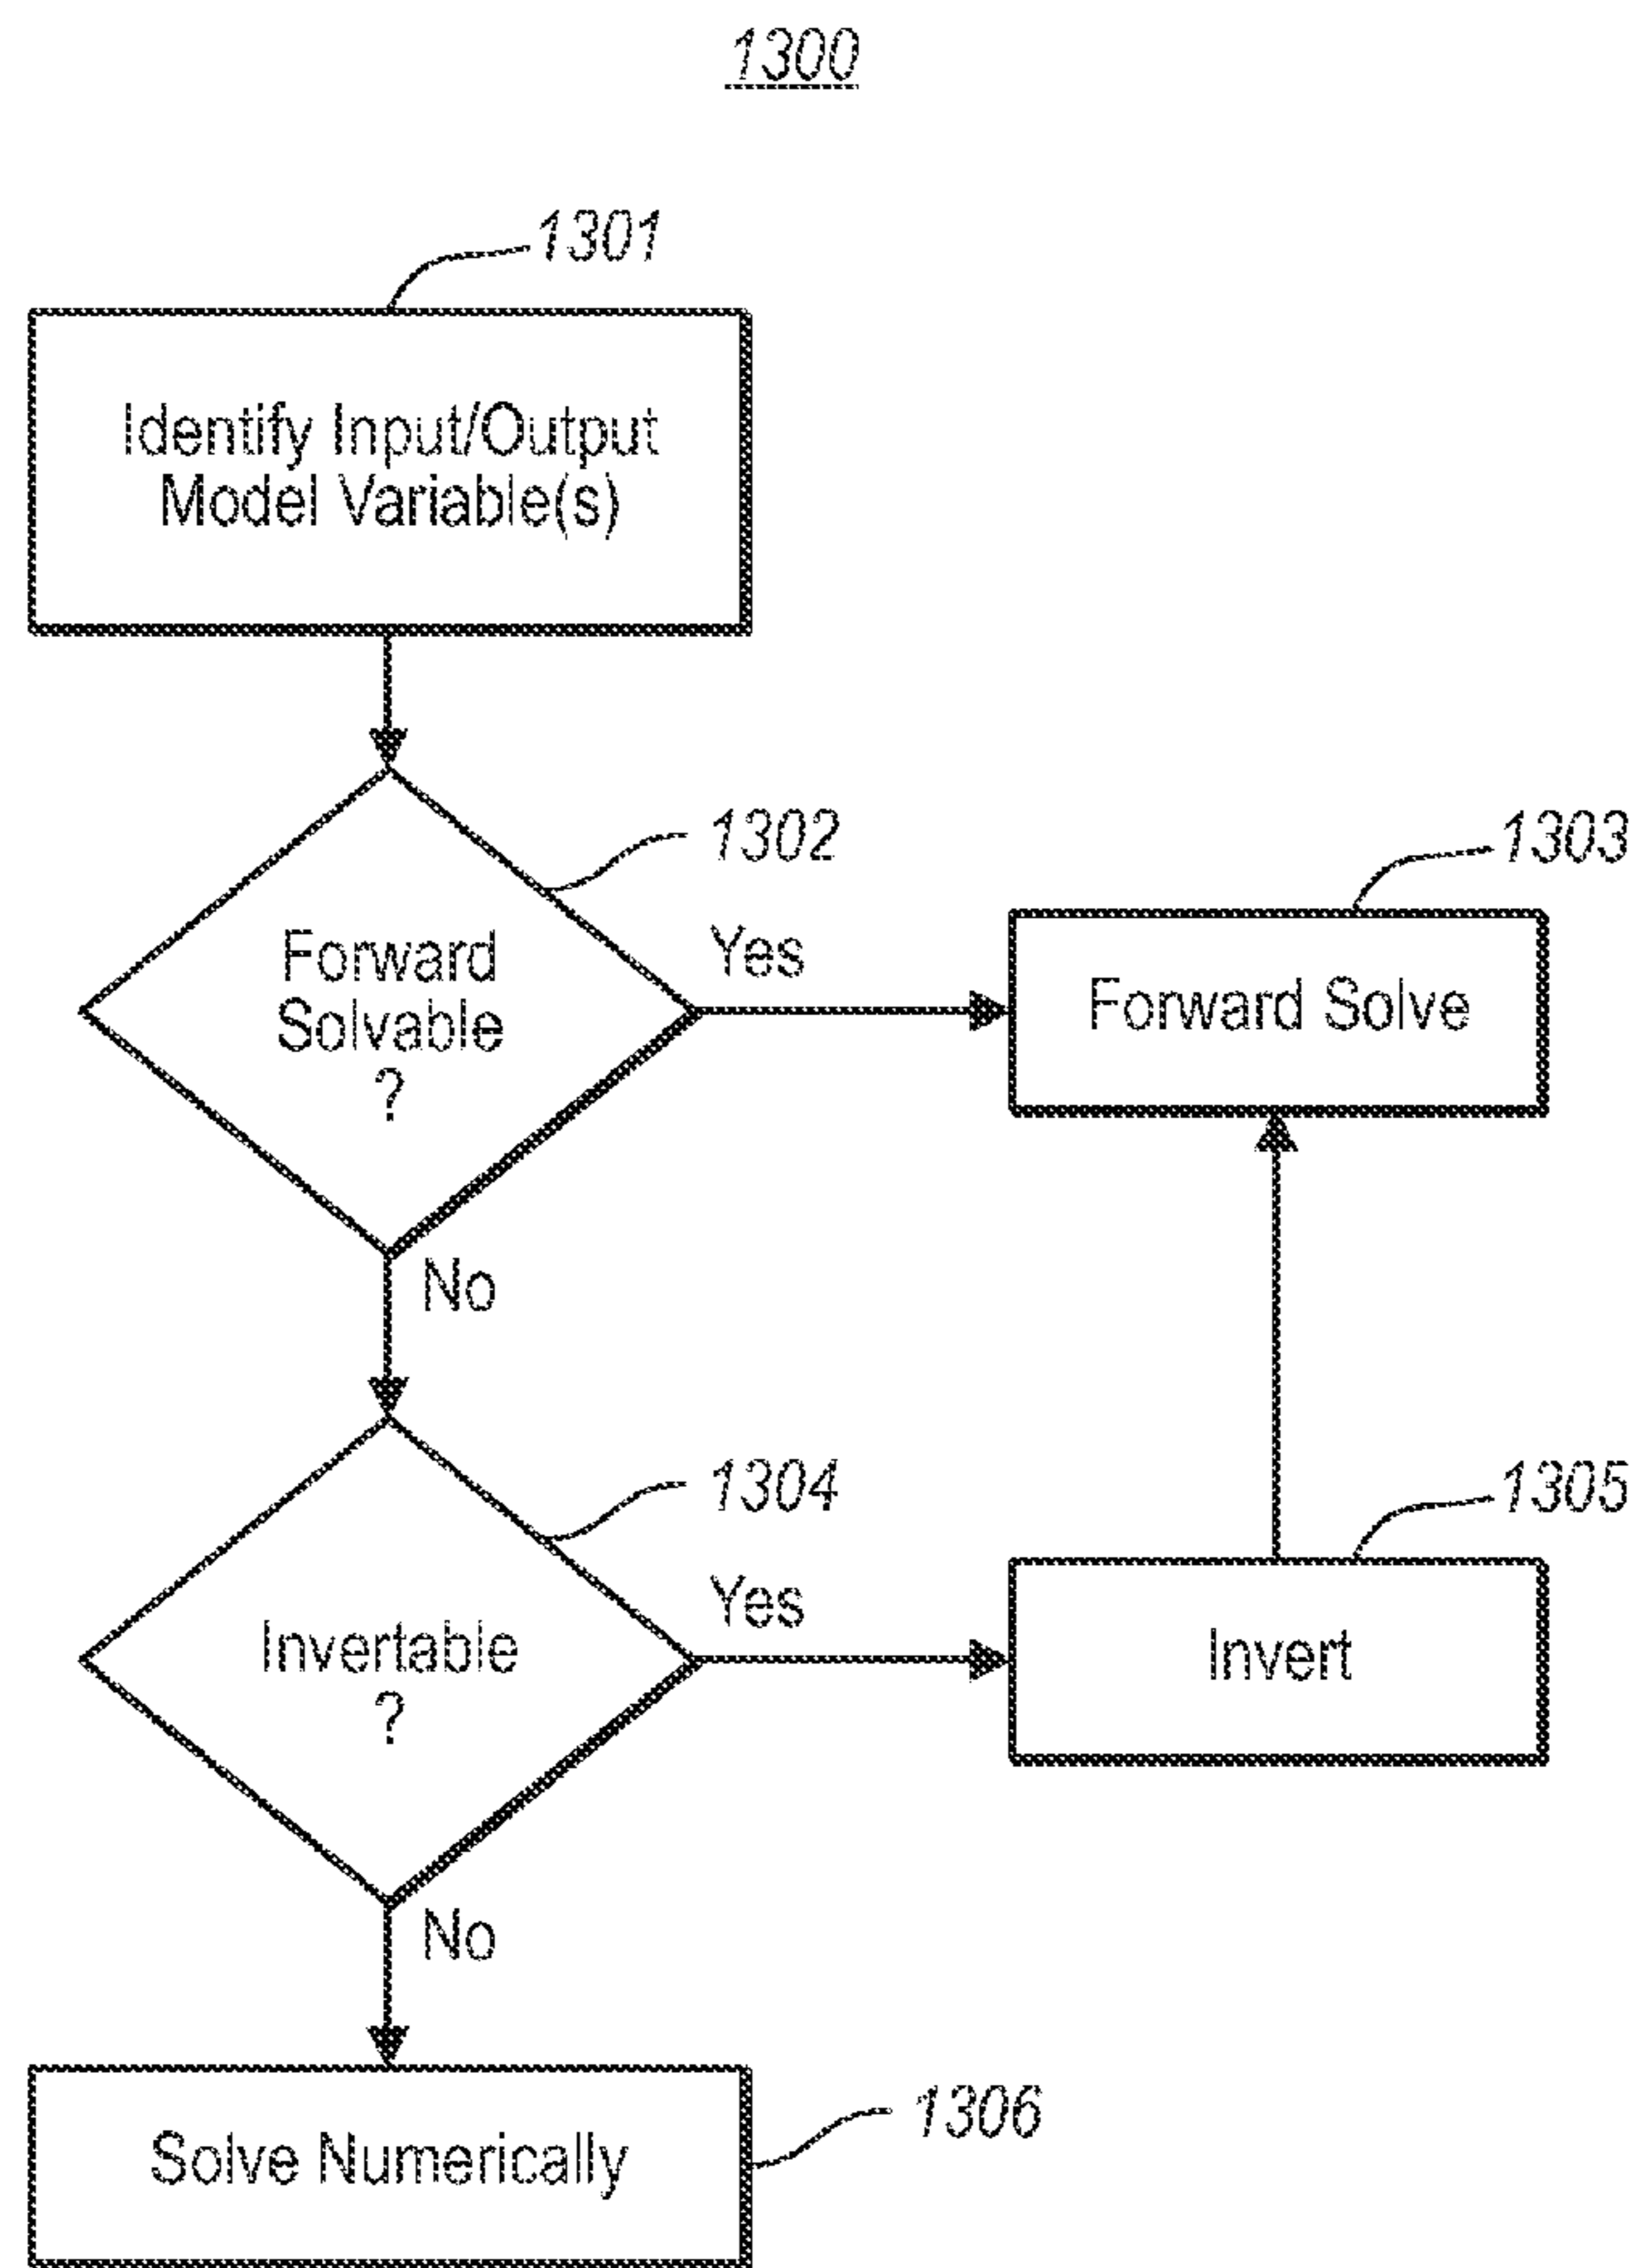 1300
1301
Identify Input/Output
Model Variable(s)
1302
Forward
Solvable
?
Yes
1303
Forward Solve
No
1304
Invertable
?
Yes
1305
Invert
No
1306
Solve Numerically